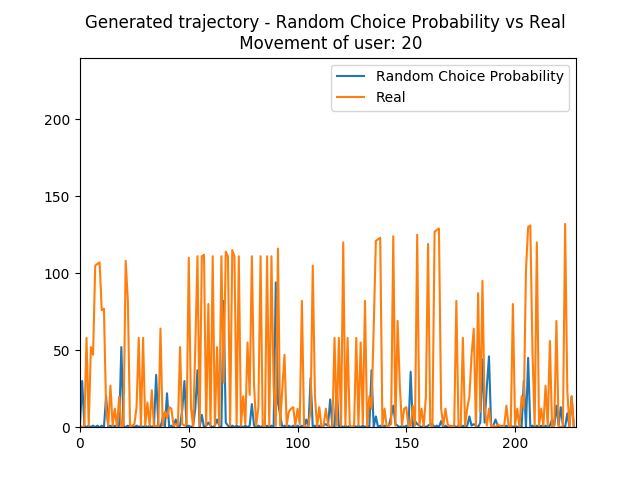 Generated trajectory - Random Choice Probability vs Real
Movement of user: 20
Random Choice Probability
Real
200
150
100
50
0
0
50
100
150
200